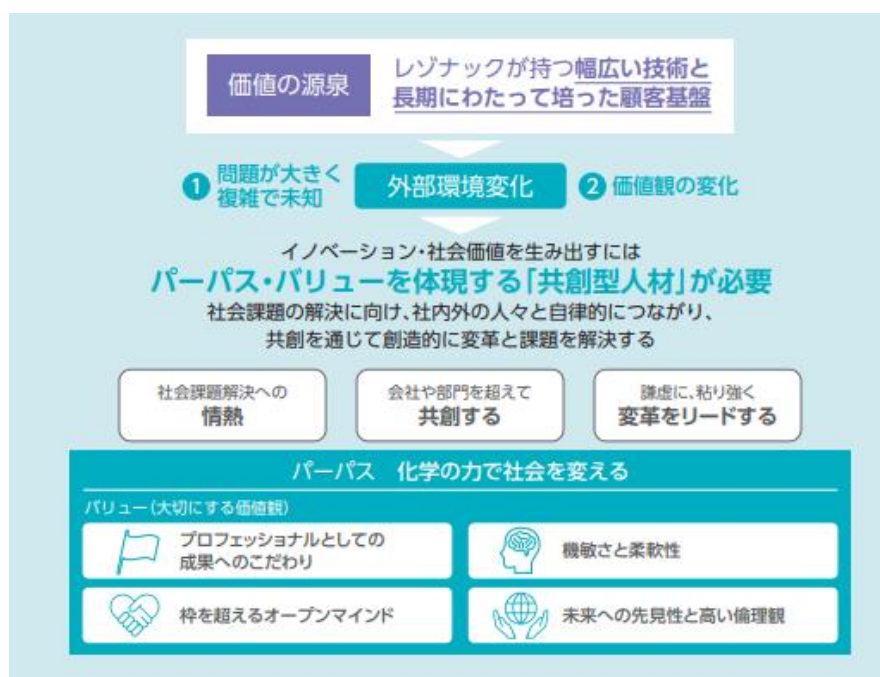 価値の源泉
レゾナックが持つ幅広い技術と
長期にわたって培った顧客基盤
❶ 問題が大きく
複雑で未知
外部環境変化
❷ 価値観の変化
イノベーション・社会価値を生み出すには
パーパス・バリューを体現する「共創型人材」が必要
社会課題の解決に向け、社内外の人々と自律的につながり、
共創を通じて創造的に変革と課題を解決する
社会課題解決への
情熱
会社や部門を超えて
共創する
謙虚に、粘り強く
変革をリードする
パーパス 化学の力で社会を変える
バリュー(大切にする価値観)
プロフェッショナルとしての
成果へのこだわり
機敏さと柔軟性
枠を超えるオープンマインド
未来への先見性と高い倫理観